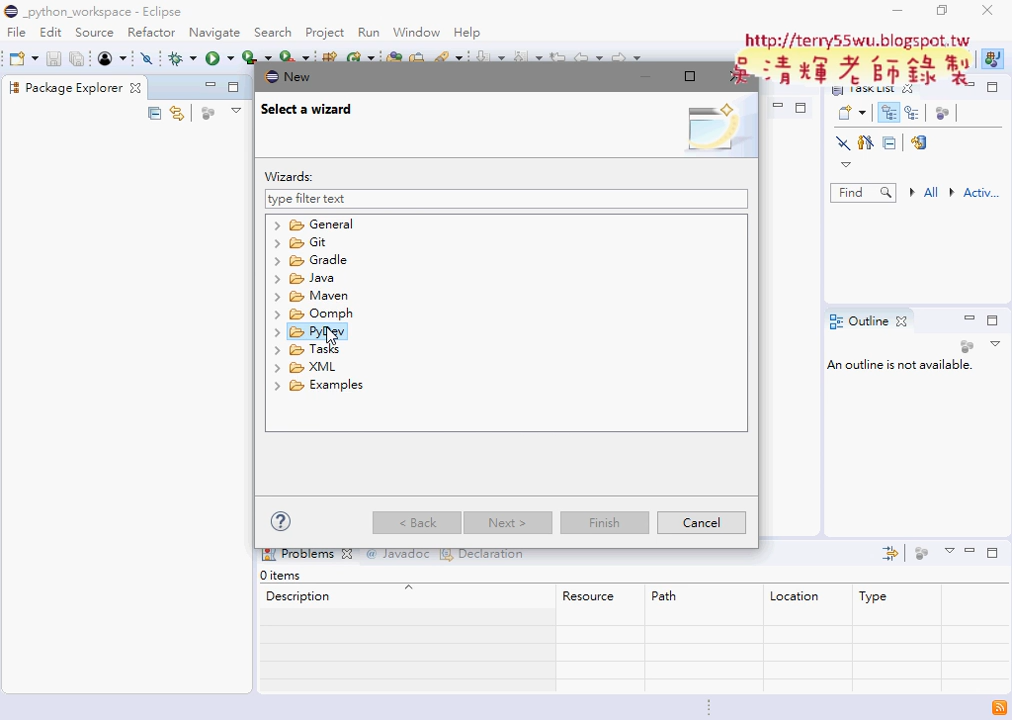 _python_workspace - Eclipse
File Edit Source Refactor Navigate Search Project Run Window Help
http://terry55wu.blogspot.tw
吳清輝老師錄製
Package Explorer
New
Task List
Select a wizard
Wizards:
type filter text
General
Git
Gradle
Java
Maven
Oomph
PyDev
Tasks
XML
Examples
Find All Activ...
Outline
An outline is not available.
< Back Next > Finish Cancel
Problems @ Javadoc Declaration
0 items
Description Resource Path Location Type